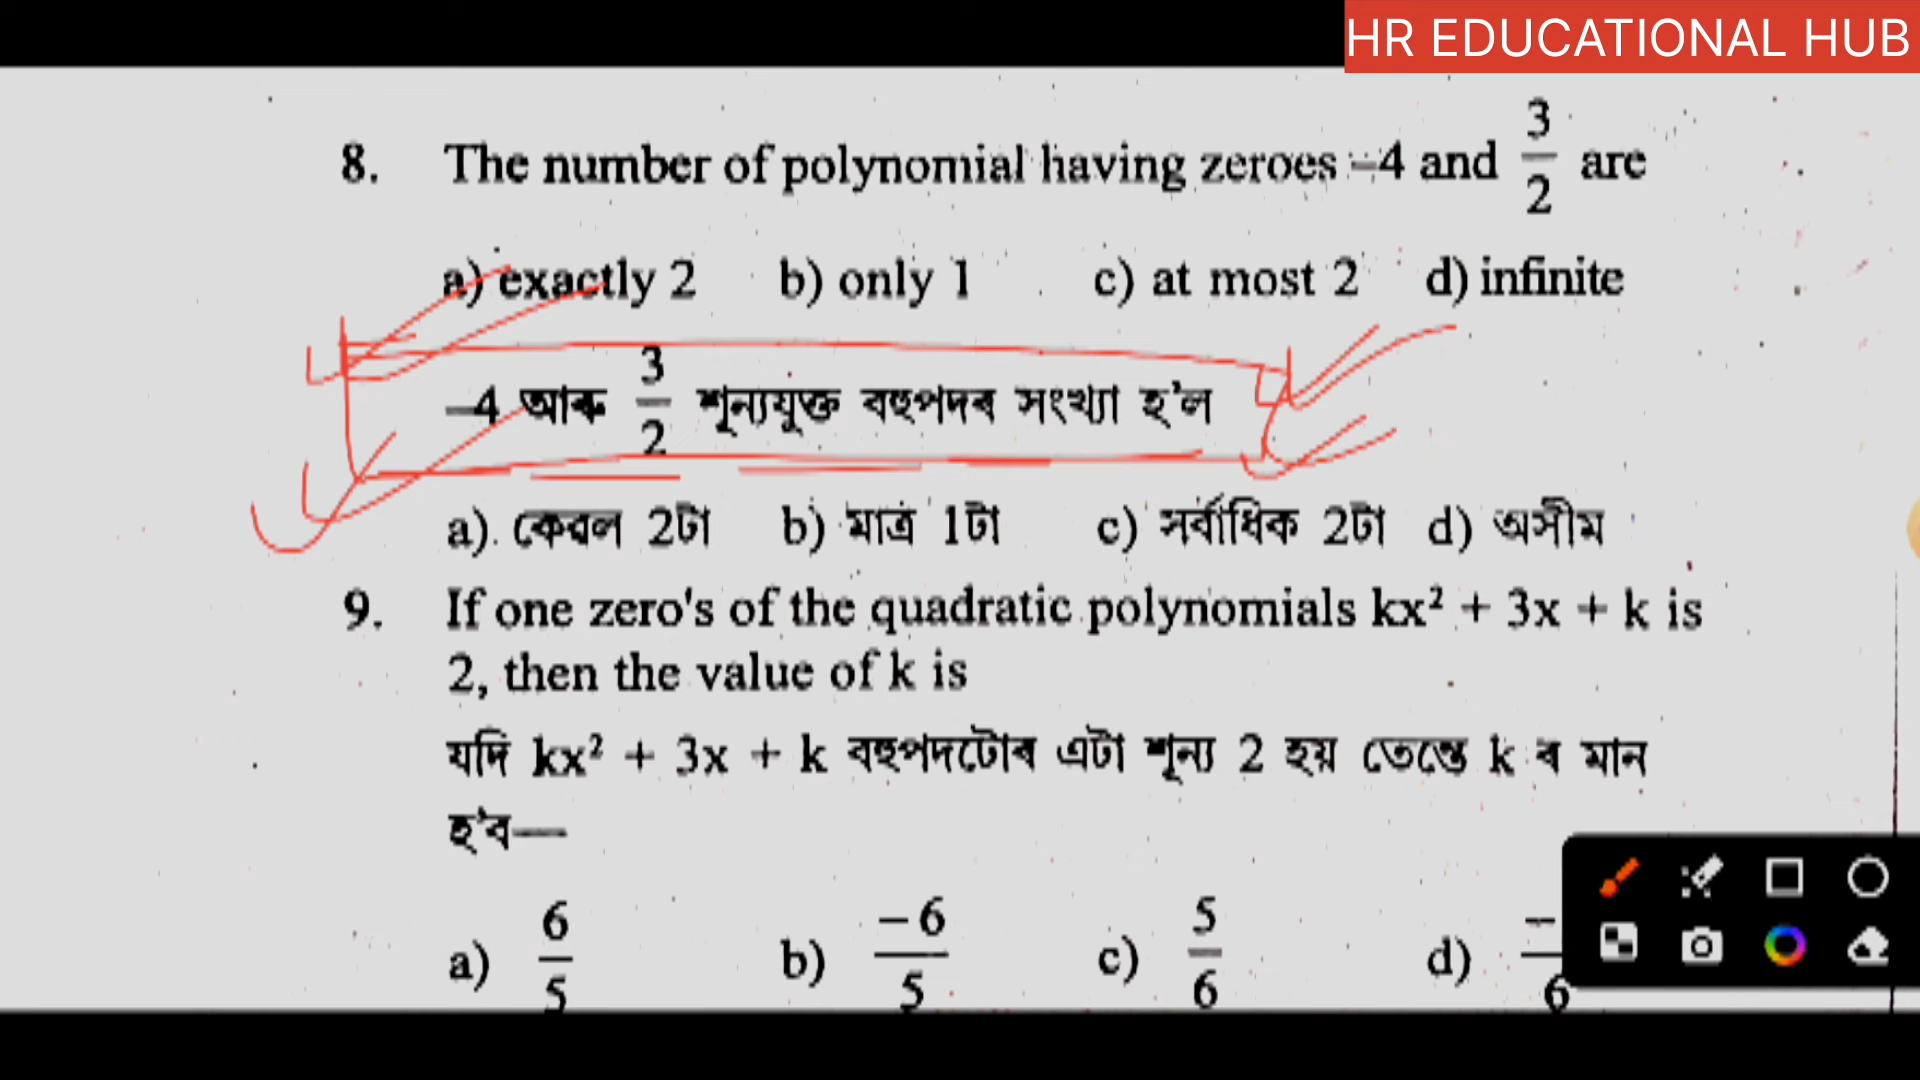 HR EDUCATIONAL HUB
8. The number of polynomial having zeroes –4 and 3/2 are
a) exactly 2 b) only 1 c) at most 2 d) infinite
–4 আৰু 3/2 শূন্যযুক্ত বহুপদৰ সংখ্যা হ'ল
a). কেৱল 2টা b) মাত্ৰ 1টা c) সৰ্বাধিক 2টা d) অসীম
9. If one zero's of the quadratic polynomials kx² + 3x + k is
2, then the value of k is
যদি kx² + 3x + k বহুপদটোৰ এটা শূন্য 2 হয় তেন্তে k ৰ মান
হ'ব—
a) 6/5 b) –6/5 c) 5/6 d) –/6